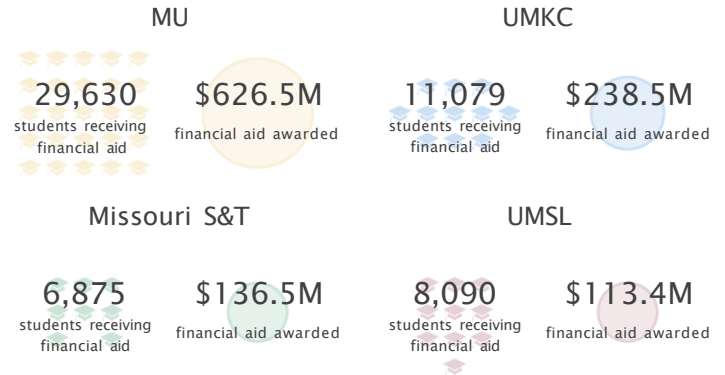 MU
29,630
students receiving
financial aid
$626.5M
financial aid awarded
UMKC
11,079
students receiving
financial aid
$238.5M
financial aid awarded
Missouri S&T
6,875
students receiving
financial aid
$136.5M
financial aid awarded
UMSL
8,090
students receiving
financial aid
$113.4M
financial aid awarded